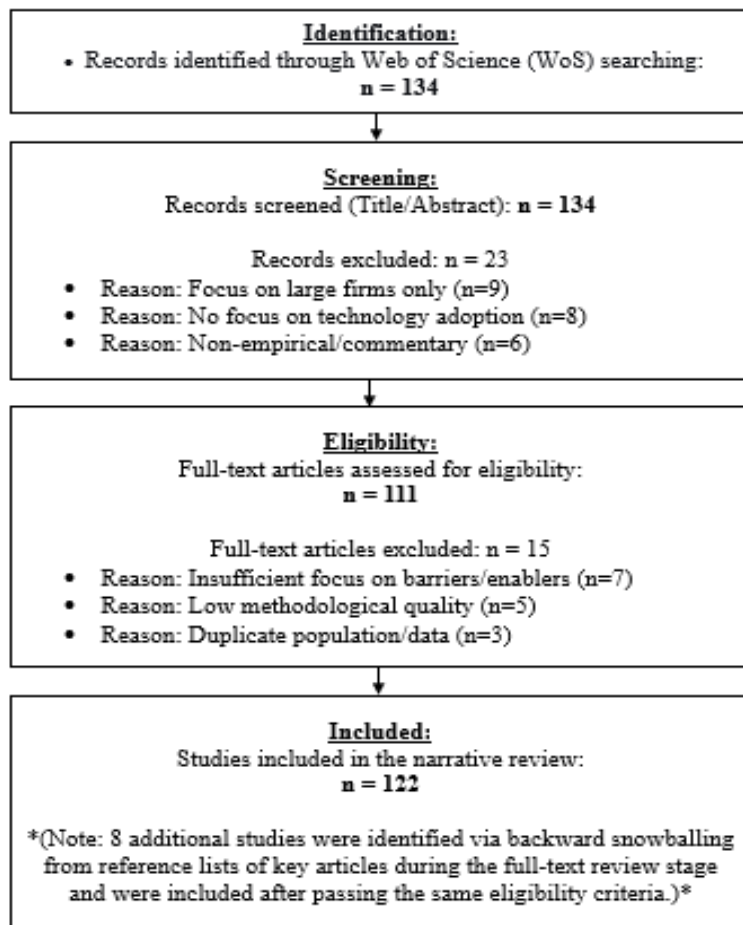 Identification:
• Records identified through Web of Science (WoS) searching:
n = 134
Screening:
Records screened (Title/Abstract): n = 134
Records excluded: n = 23
• Reason: Focus on large firms only (n=9)
• Reason: No focus on technology adoption (n=8)
• Reason: Non-empirical/commentary (n=6)
Eligibility:
Full-text articles assessed for eligibility:
n = 111
Full-text articles excluded: n = 15
• Reason: Insufficient focus on barriers/enablers (n=7)
• Reason: Low methodological quality (n=5)
• Reason: Duplicate population/data (n=3)
Included:
Studies included in the narrative review:
n = 122
*(Note: 8 additional studies were identified via backward snowballing
from reference lists of key articles during the full-text review stage
and were included after passing the same eligibility criteria.)*